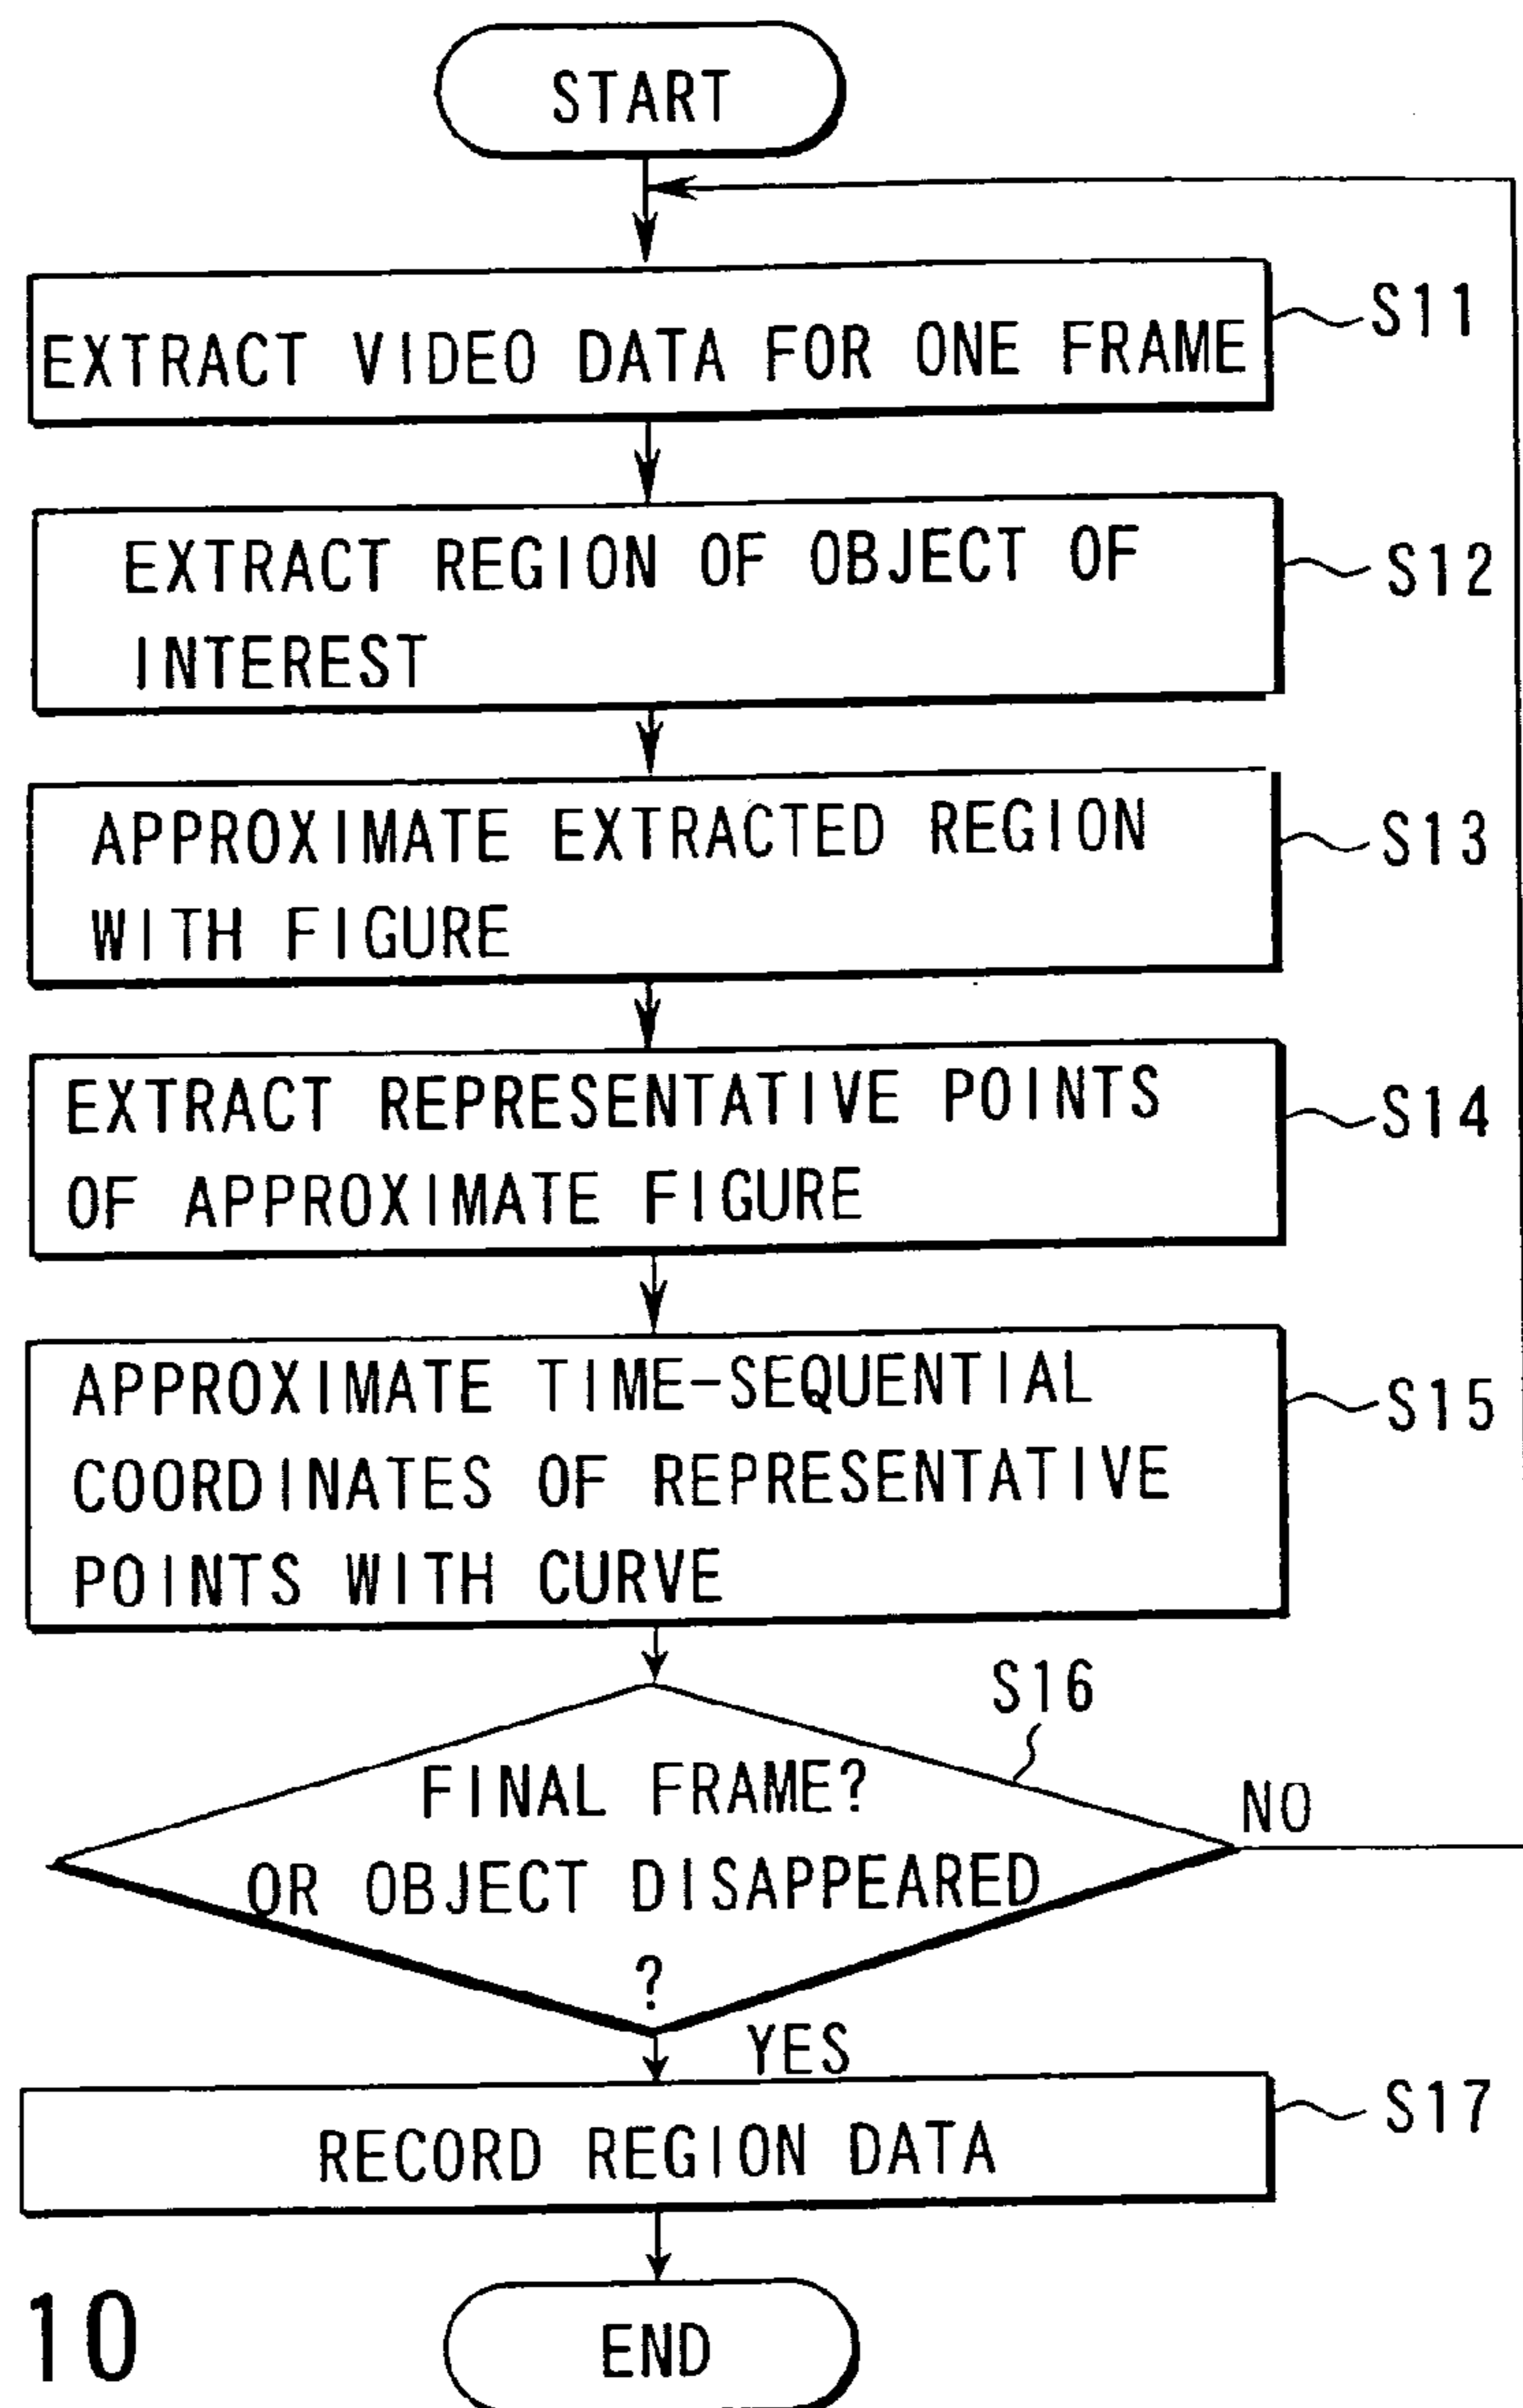 START
EXTRACT VIDEO DATA FOR ONE FRAME
S11
EXTRACT REGION OF OBJECT OF
INTEREST
S12
APPROXIMATE EXTRACTED REGION
WITH FIGURE
S13
EXTRACT REPRESENTATIVE POINTS
OF APPROXIMATE FIGURE
S14
APPROXIMATE TIME-SEQUENTIAL
COORDINATES OF REPRESENTATIVE
POINTS WITH CURVE
S15
S16
FINAL FRAME?
OR OBJECT DISAPPEARED
?
NO
YES
RECORD REGION DATA
S17
END
10